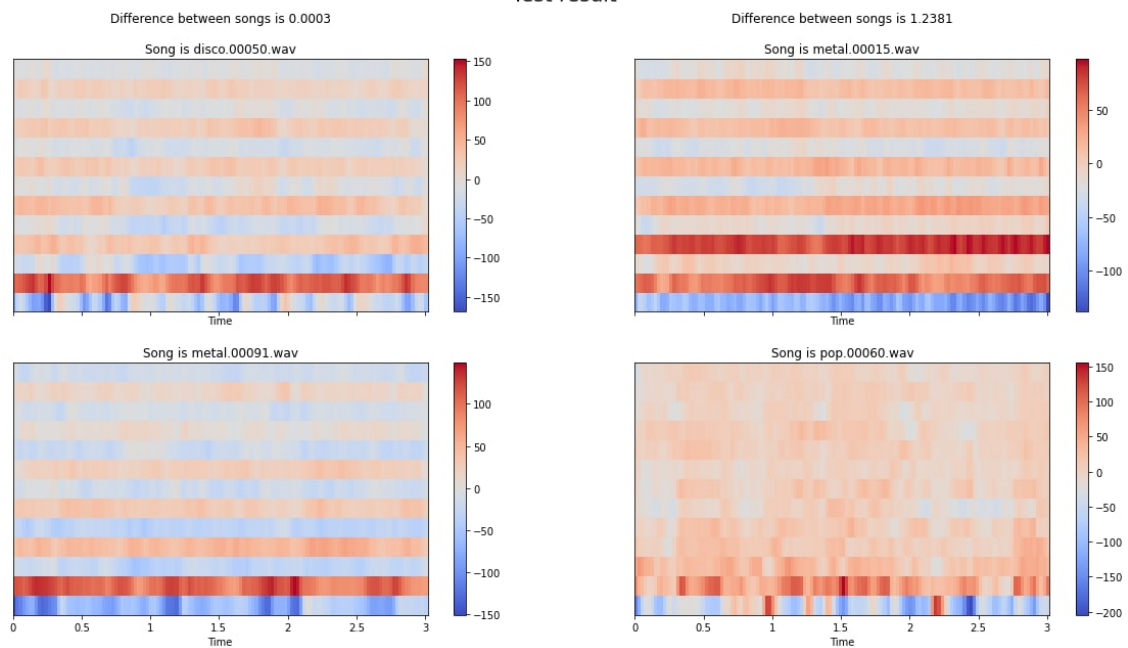 Test result
Difference between songs is 0.0003
Song is disco.00050.wav
150
100
50
0
−50
−100
−150
Time
Difference between songs is 1.2381
Song is metal.00015.wav
50
0
−50
−100
Time
Song is metal.00091.wav
100
50
0
−50
−100
−150
0 0.5 1 1.5 2 2.5 3
Time
Song is pop.00060.wav
150
100
50
0
−50
−100
−150
−200
0 0.5 1 1.5 2 2.5 3
Time